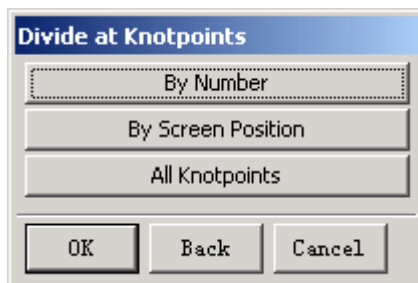 Divide at Knotpoints
By Number
By Screen Position
All Knotpoints
OK Back Cancel